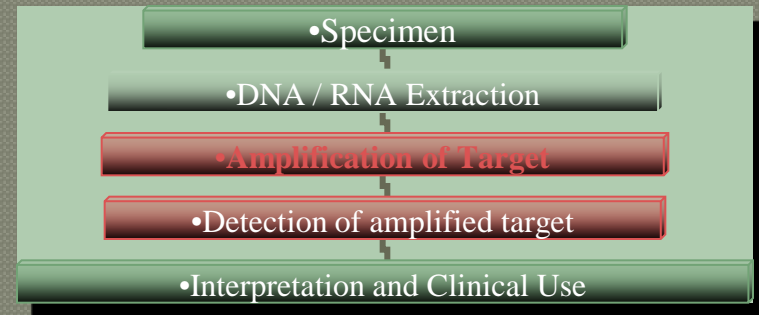 •Specimen
•DNA / RNA Extraction
•Amplification of Target
•Detection of amplified target
•Interpretation and Clinical Use